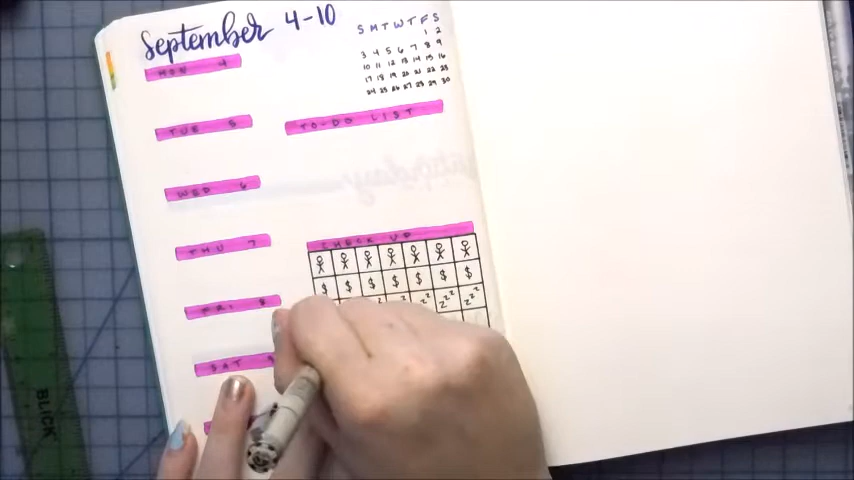 September 4-10
S M T W T F S
1 2
3 4 5 6 7 8 9
10 11 12 13 14 15 16
17 18 19 20 21 22 23
24 25 26 27 28 29 30
MON 4
TUE 5
TO-DO LIST
WED 6
THU 7
CHECK UP
$ $ $ $ $ $ $
FRI 8
SAT 9
BLICK